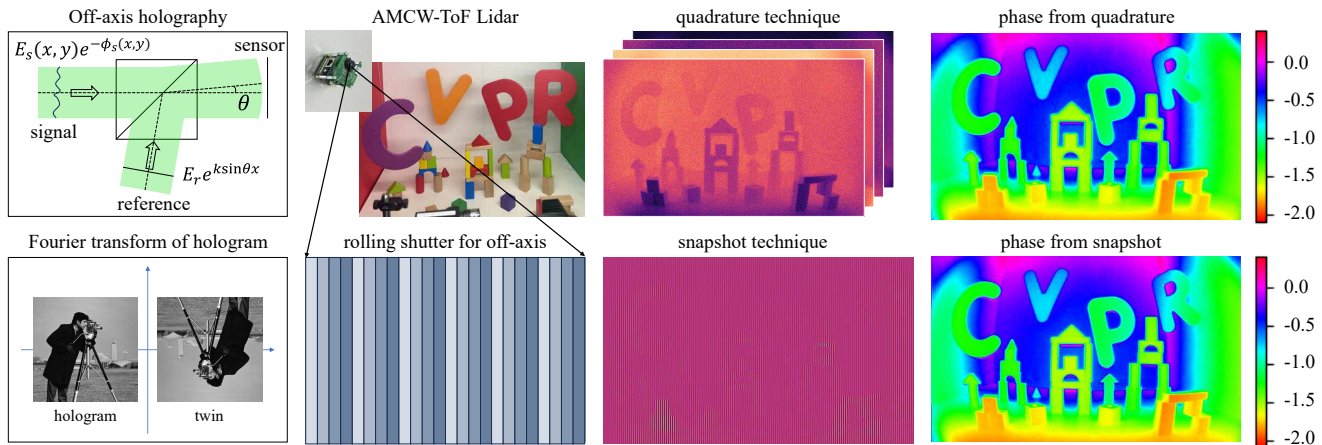 Off-axis holography
AMCW-ToF Lidar
quadrature technique
phase from quadrature
E_s(x, y)e^{-ϕ_s(x,y)}
sensor
θ
signal
E_r e^{ksinθx}
reference
C V P R
0.0
-0.5
-1.0
-1.5
-2.0
Fourier transform of hologram
rolling shutter for off-axis
snapshot technique
phase from snapshot
hologram
twin
0.0
-0.5
-1.0
-1.5
-2.0